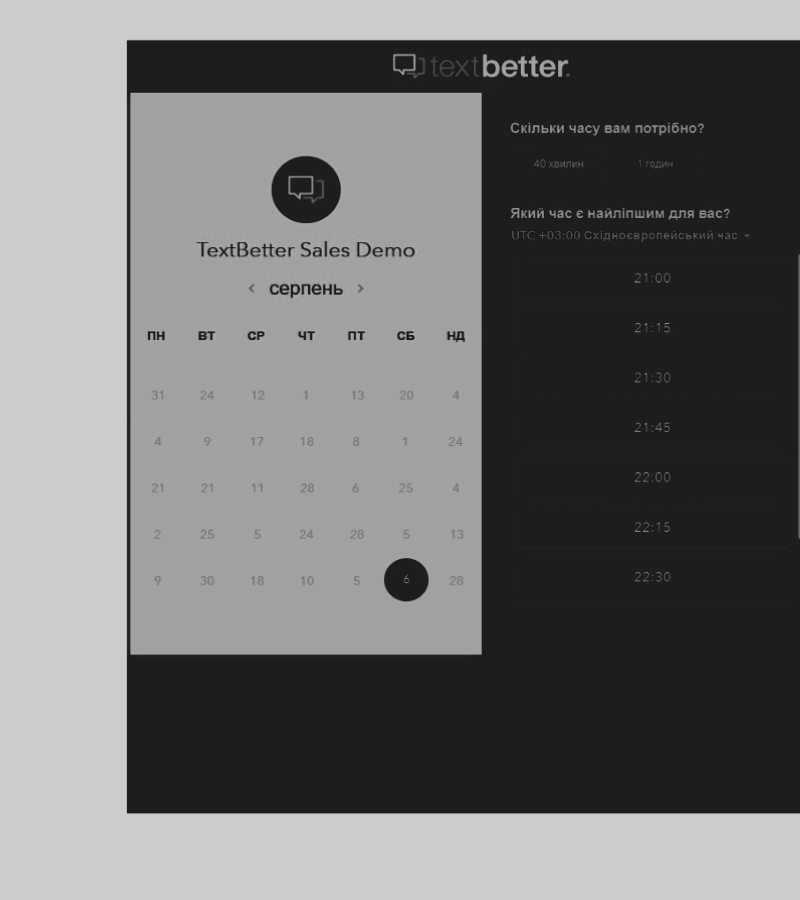 textbetter.
TextBetter Sales Demo
‹ серпень ›
ПН ВТ СР ЧТ ПТ СБ НД
31 24 12 1 13 20 4
4 9 17 18 8 1 24
21 21 11 28 6 25 4
2 25 5 24 28 5 13
9 30 18 10 5 6 28
Скільки часу вам потрібно?
40 хвилин 1 годин
Який час є найліпшим для вас?
UTC +03:00 Східноєвропейський час
21:00
21:15
21:30
21:45
22:00
22:15
22:30